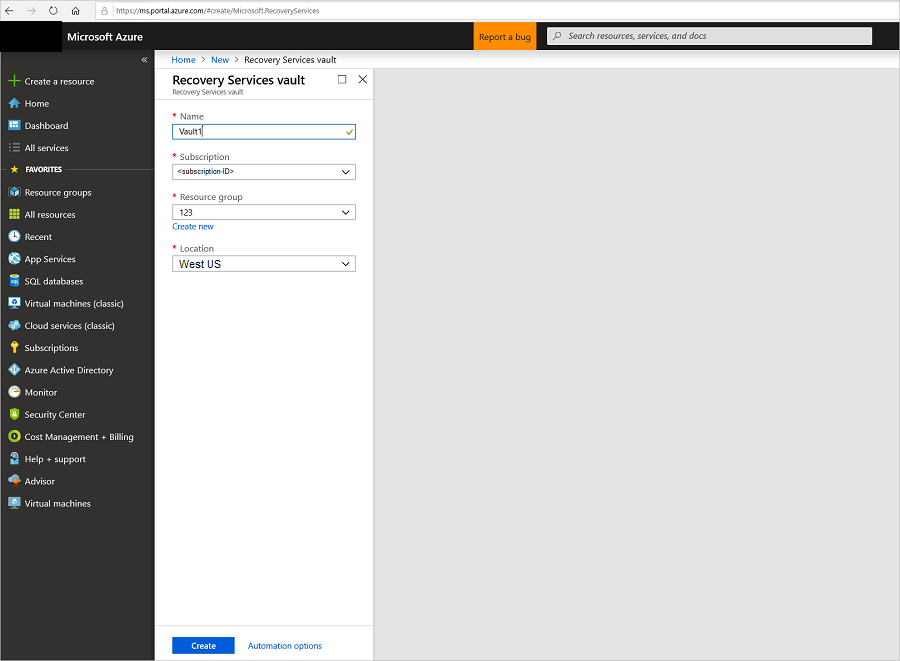 https://ms.portal.azure.com/#create/Microsoft.RecoveryServices
Microsoft Azure
Report a bug
Search resources, services, and docs
«
Create a resource
Home
Dashboard
All services
FAVORITES
Resource groups
All resources
Recent
App Services
SQL databases
Virtual machines (classic)
Cloud services (classic)
Subscriptions
Azure Active Directory
Monitor
Security Center
Cost Management + Billing
Help + support
Advisor
Virtual machines
Home > New > Recovery Services vault
Recovery Services vault
Recovery Services vault
* Name
Vault1
* Subscription
<subscription-ID>
* Resource group
123
Create new
* Location
West US
Create
Automation options